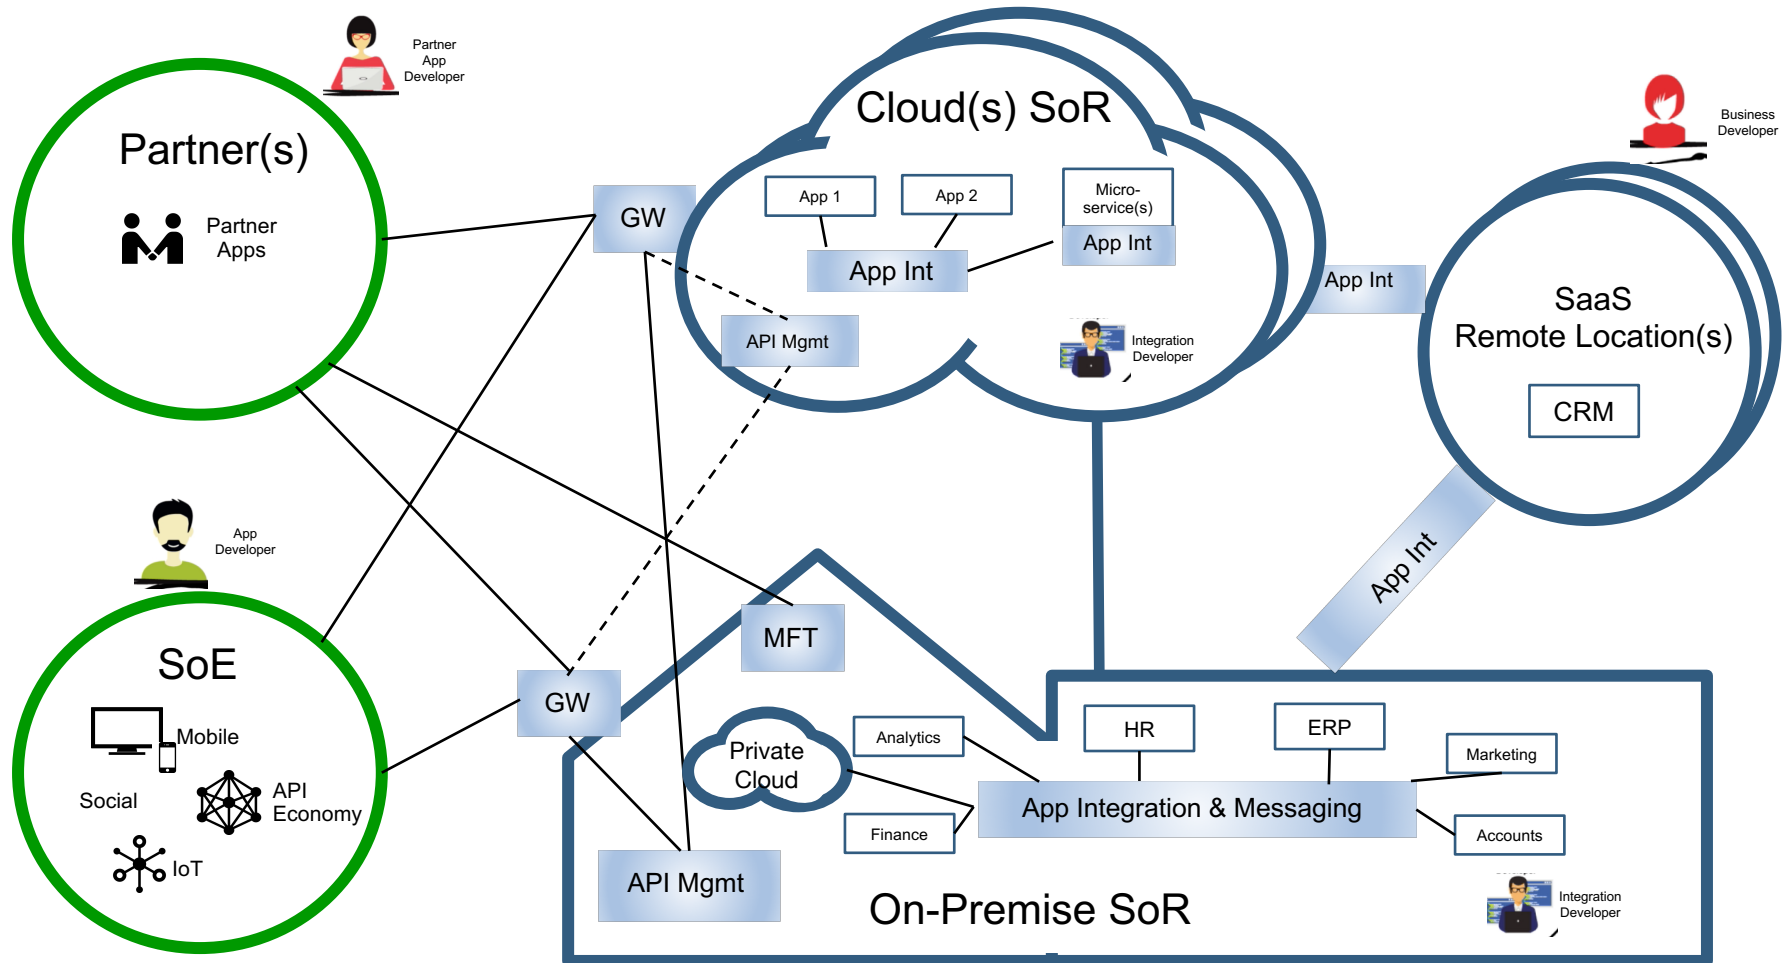 Partner
App
Developer
Partner(s)
Partner
Apps
GW
Cloud(s) SoR
App 1
App 2
Micro-
service(s)
App Int
App Int
API Mgmt
Integration
Developer
App Int
Business
Developer
SaaS
Remote Location(s)
CRM
App Int
App
Developer
SoE
Mobile
Social
API
Economy
IoT
GW
MFT
Private
Cloud
Analytics
HR
ERP
Marketing
App Integration & Messaging
Finance
Accounts
API Mgmt
On-Premise SoR
Integration
Developer